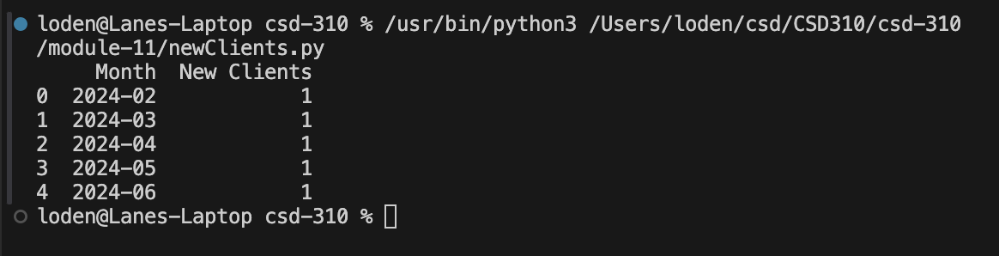 loden@Lanes-Laptop csd-310 % /usr/bin/python3 /Users/loden/csd/CSD310/csd-310
/module-11/newClients.py
Month New Clients
0 2024-02 1
1 2024-03 1
2 2024-04 1
3 2024-05 1
4 2024-06 1
loden@Lanes-Laptop csd-310 %